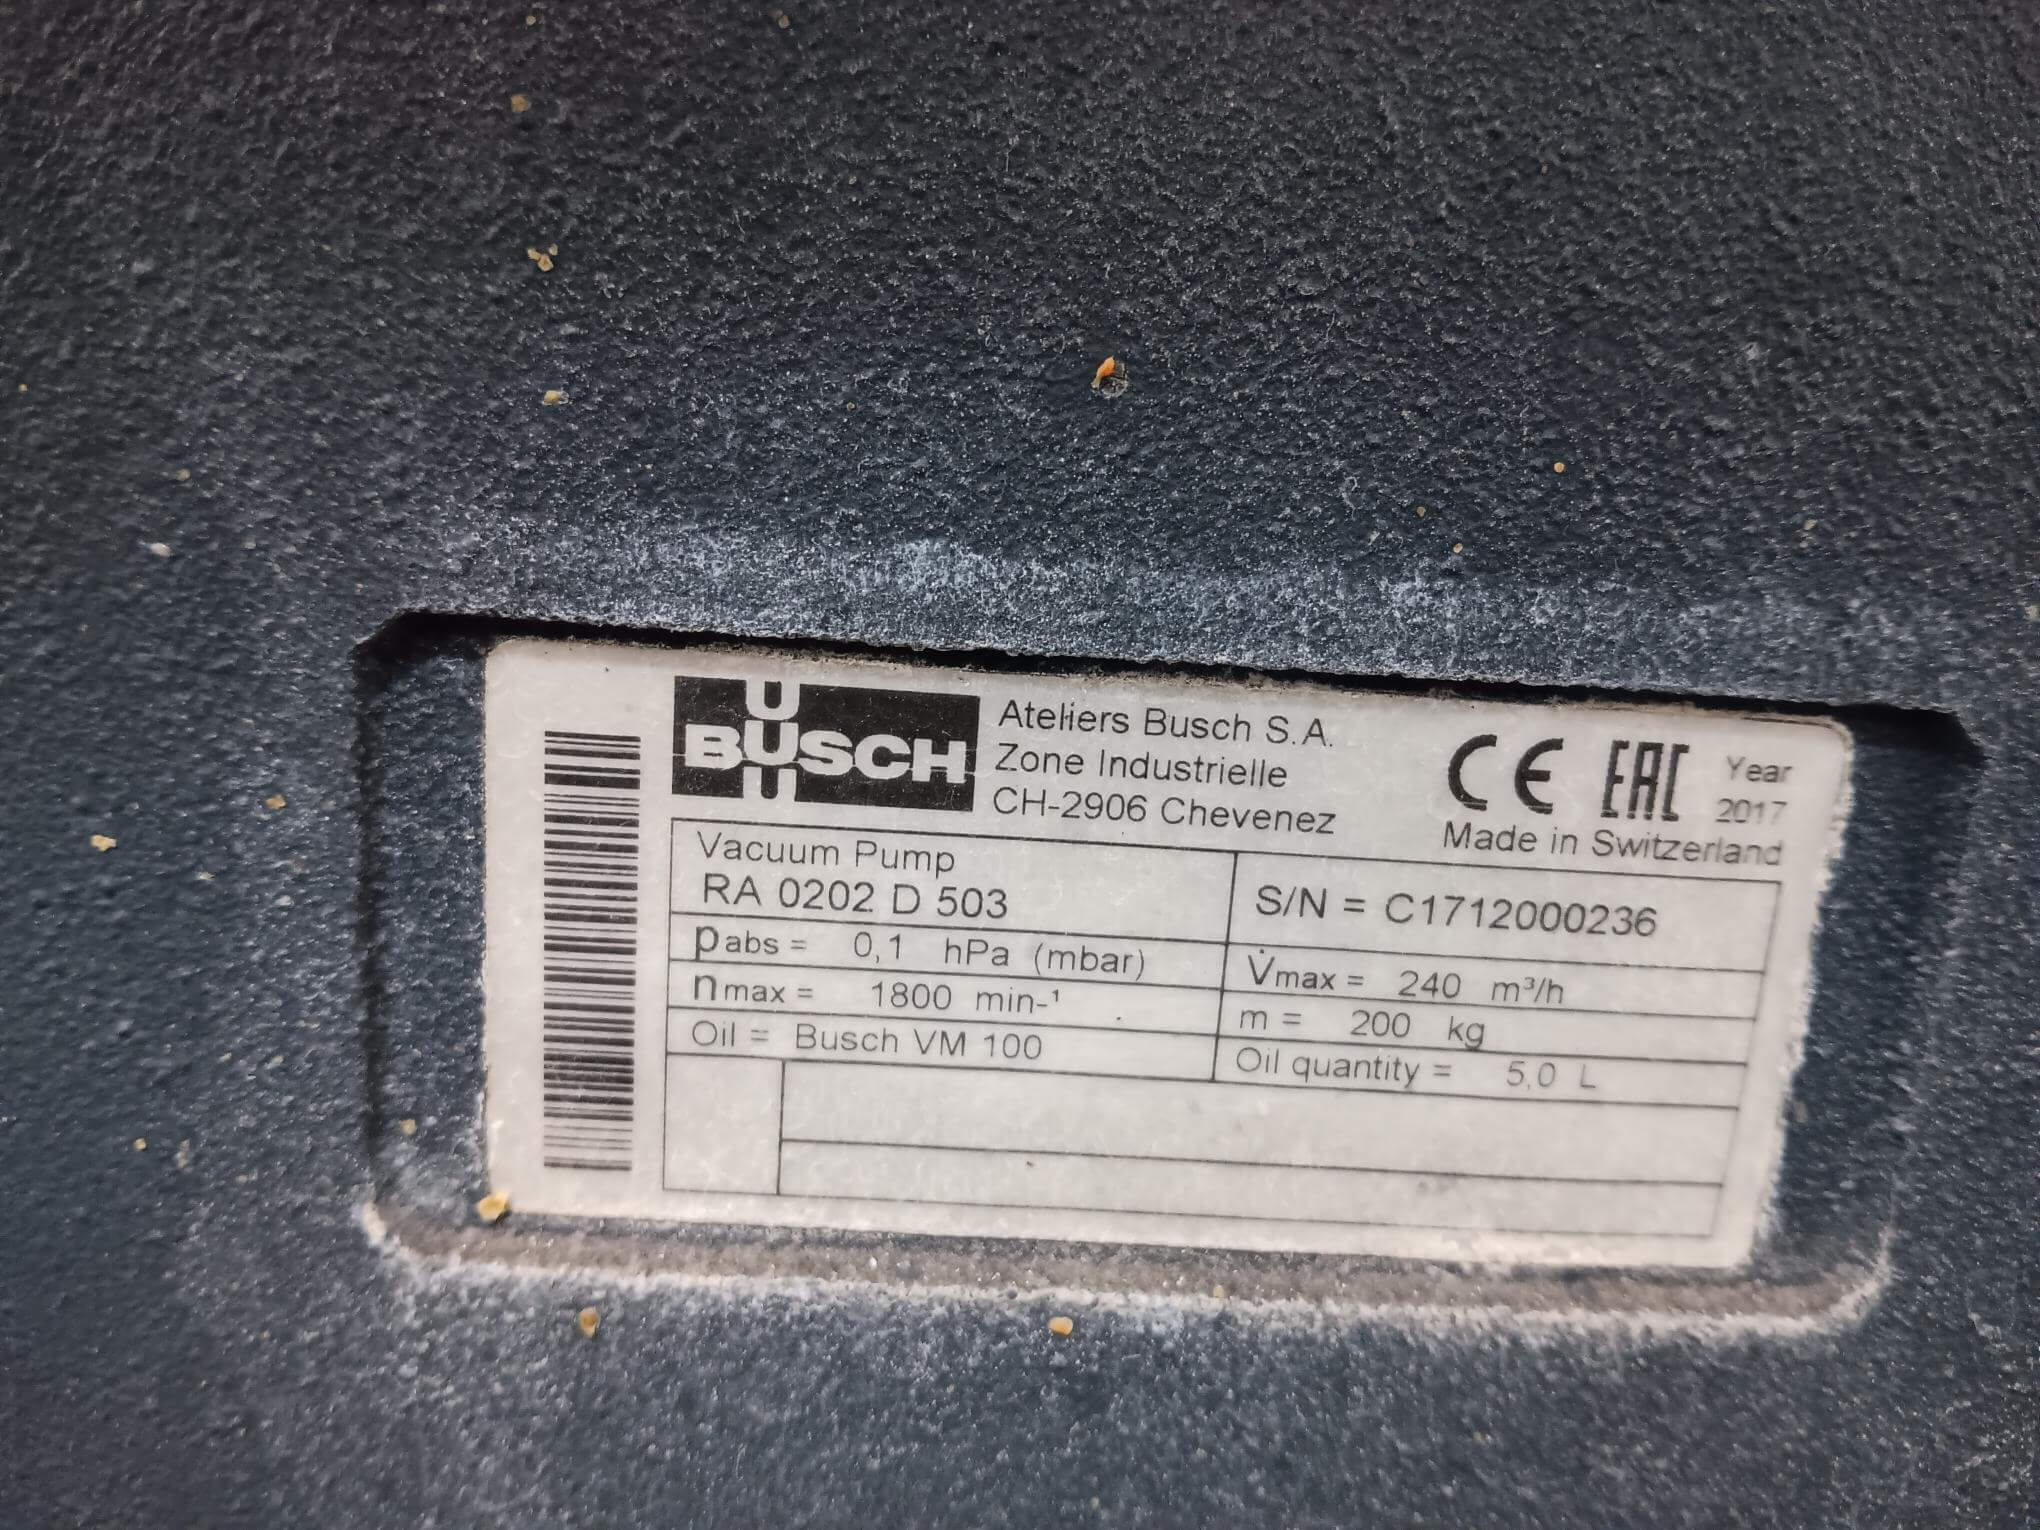 BUSCH
Ateliers Busch S.A.
Zone Industrielle
CH-2906 Chevenez
CE EAC
Year
2017
Made in Switzerland
Vacuum Pump
RA 0202 D 503
S/N = C1712000236
pabs = 0,1 hPa (mbar)
V̇max = 240 m³/h
nmax = 1800 min-¹
m = 200 kg
Oil = Busch VM 100
Oil quantity = 5,0 L